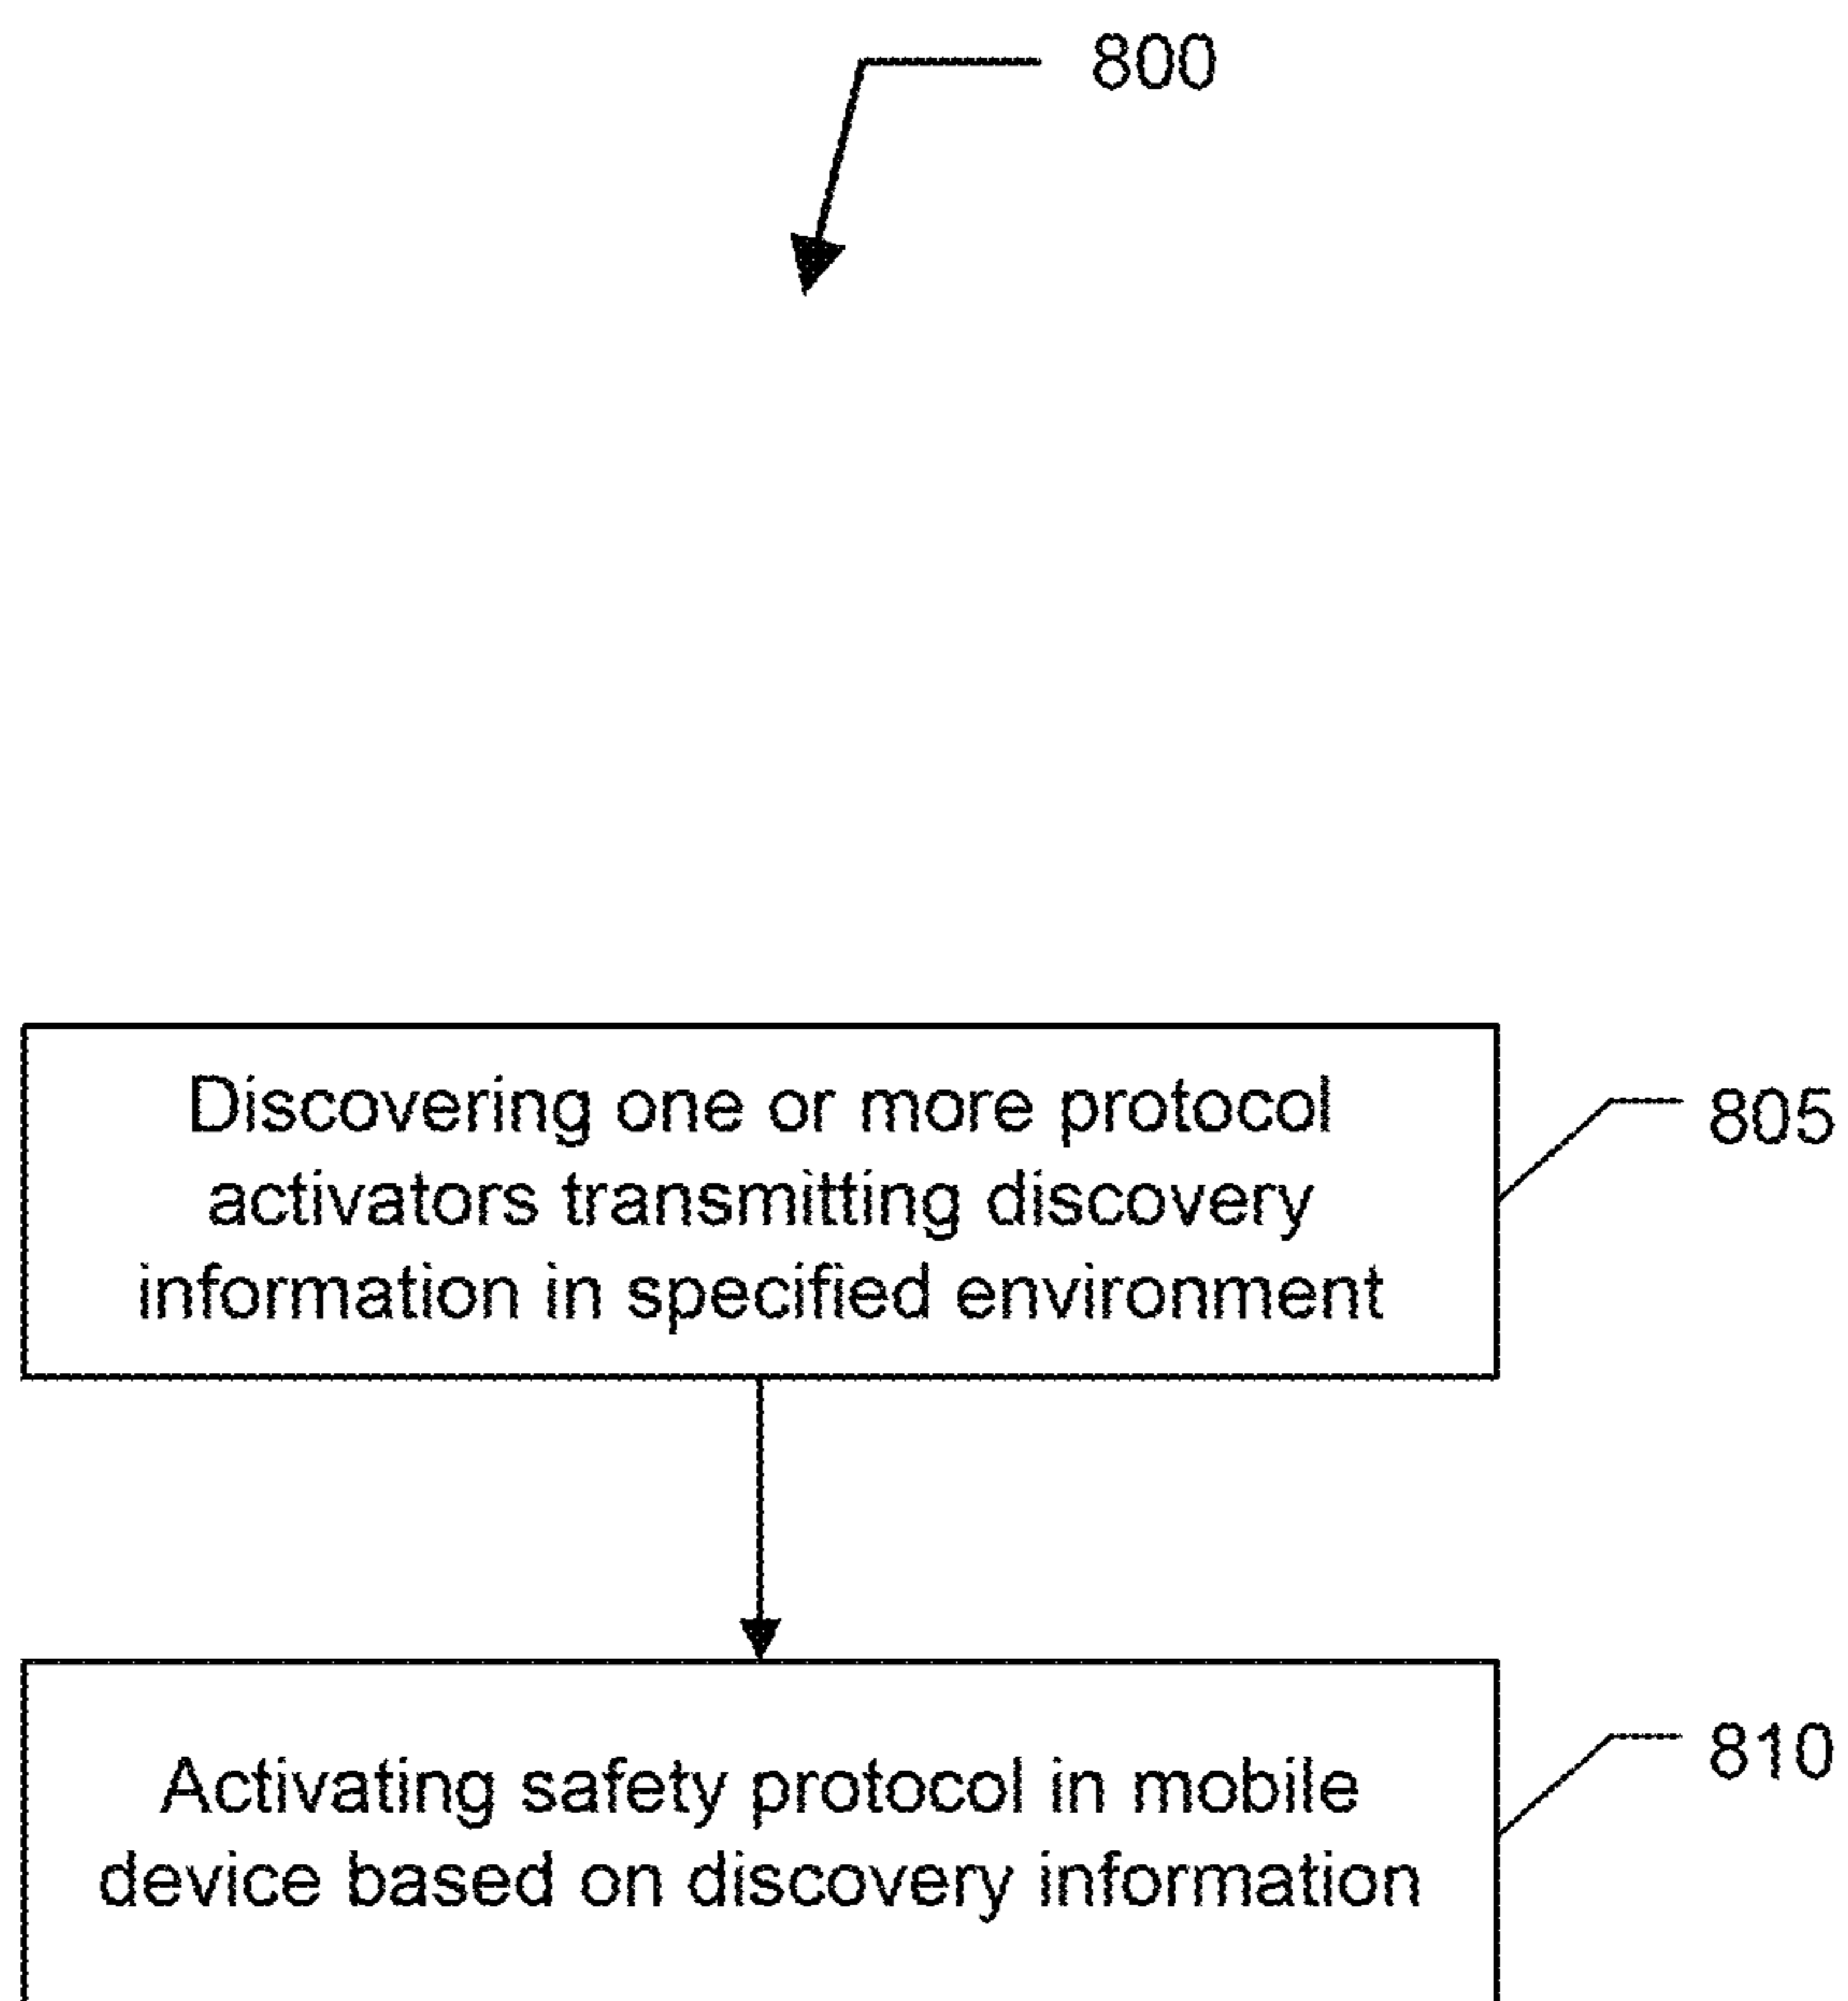 800
Discovering one or more protocol
activators transmitting discovery
information in specified environment
805
Activating safety protocol in mobile
device based on discovery information
810